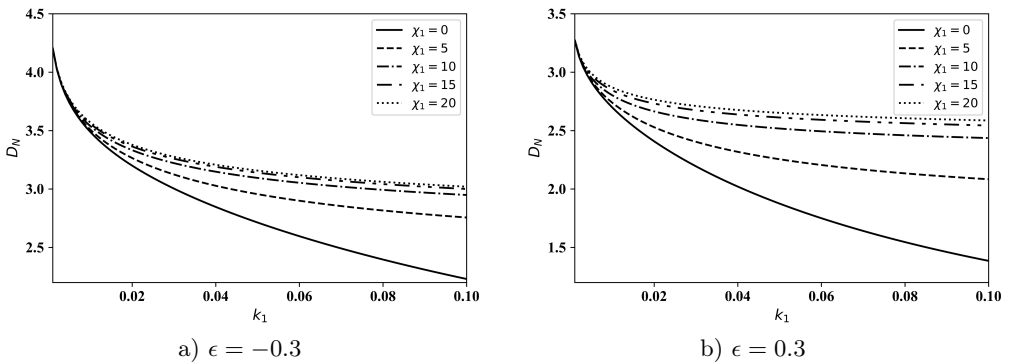 4.5
4.0
3.5
3.0
2.5
D_N
0.02 0.04 0.06 0.08 0.10
k_1
χ_1 = 0
χ_1 = 5
χ_1 = 10
χ_1 = 15
χ_1 = 20
a) ϵ = −0.3
3.5
3.0
2.5
2.0
1.5
D_N
0.02 0.04 0.06 0.08 0.10
k_1
χ_1 = 0
χ_1 = 5
χ_1 = 10
χ_1 = 15
χ_1 = 20
b) ϵ = 0.3